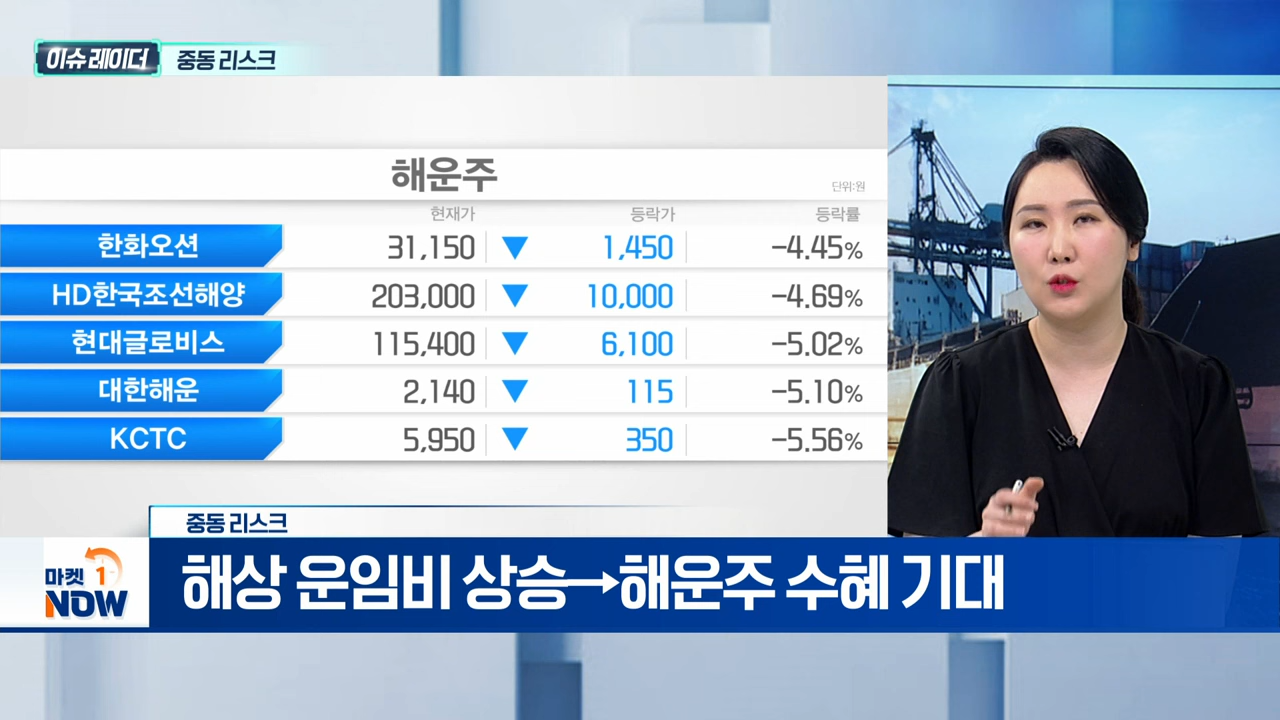 이슈 레이더 중동 리스크
해운주
단위:원
현재가 등락가 등락률
한화오션 31,150 ▼ 1,450 -4.45%
HD한국조선해양 203,000 ▼ 10,000 -4.69%
현대글로비스 115,400 ▼ 6,100 -5.02%
대한해운 2,140 ▼ 115 -5.10%
KCTC 5,950 ▼ 350 -5.56%
중동 리스크
마켓 1
NOW
해상 운임비 상승→해운주 수혜 기대